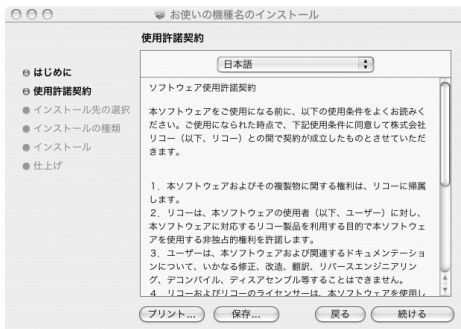 お使いの機種名のインストール
使用許諾契約
日本語
はじめに
使用許諾契約
インストール先の選択
インストールの種類
インストール
仕上げ
ソフトウェア使用許諾契約
本ソフトウェアをご使用になる前に、以下の使用条件をよくお読みく
ださい。ご使用になられた時点で、下記使用条件に同意して株式会社
リコー（以下、リコー）との間で契約が成立したものとさせていただ
きます。
1．本ソフトウェアおよびその複製物に関する権利は、リコーに帰属
します。
2．リコーは、本ソフトウェアの使用者（以下、ユーザー）に対し、
本ソフトウェアに対応するリコー製品を利用する目的で本ソフトウェ
アを使用する非独占的権利を許諾します。
3．ユーザーは、本ソフトウェアおよび関連するドキュメンテーショ
ンについて、いかなる修正、改造、翻訳、リバースエンジニアリン
グ、デコンパイル、ディスアセンブル等することはできません。
4．リコーおよびリコーのライセンサーは、本ソフトウェアを使用し
プリント...
保存...
戻る
続ける